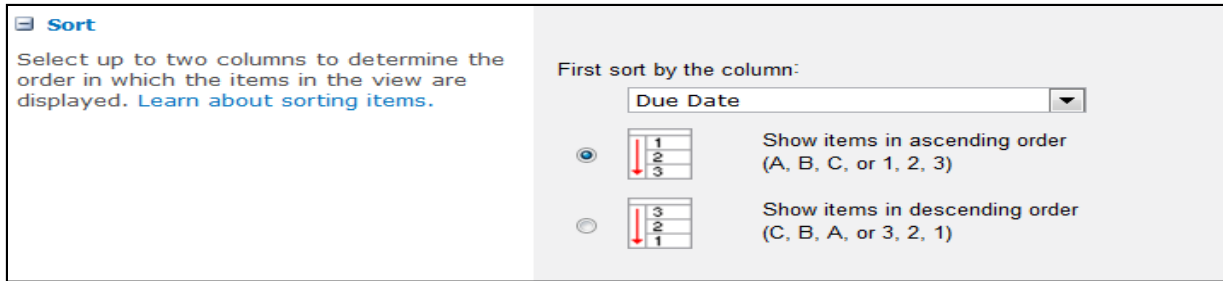 Sort
Select up to two columns to determine the
order in which the items in the view are
displayed. Learn about sorting items.
First sort by the column:
Due Date
1
2
3
Show items in ascending order
(A, B, C, or 1, 2, 3)
3
2
1
Show items in descending order
(C, B, A, or 3, 2, 1)